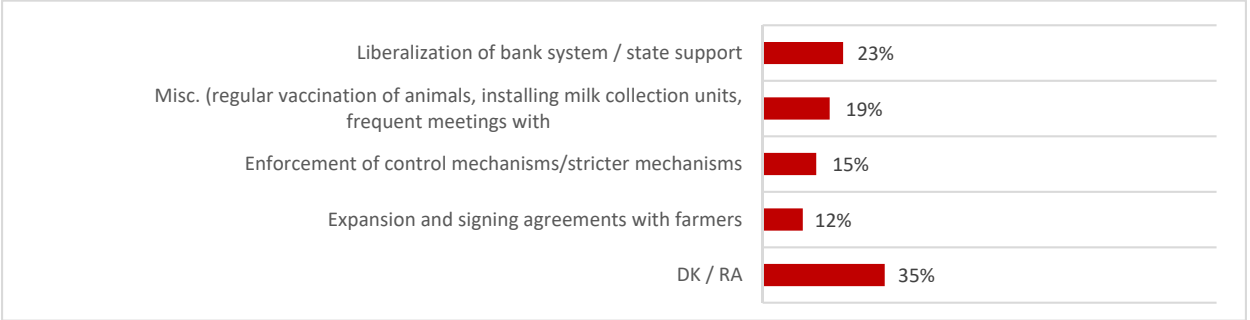 Liberalization of bank system / state support
23%
Misc. (regular vaccination of animals, installing milk collection units,
frequent meetings with
19%
Enforcement of control mechanisms/stricter mechanisms
15%
Expansion and signing agreements with farmers
12%
DK / RA
35%